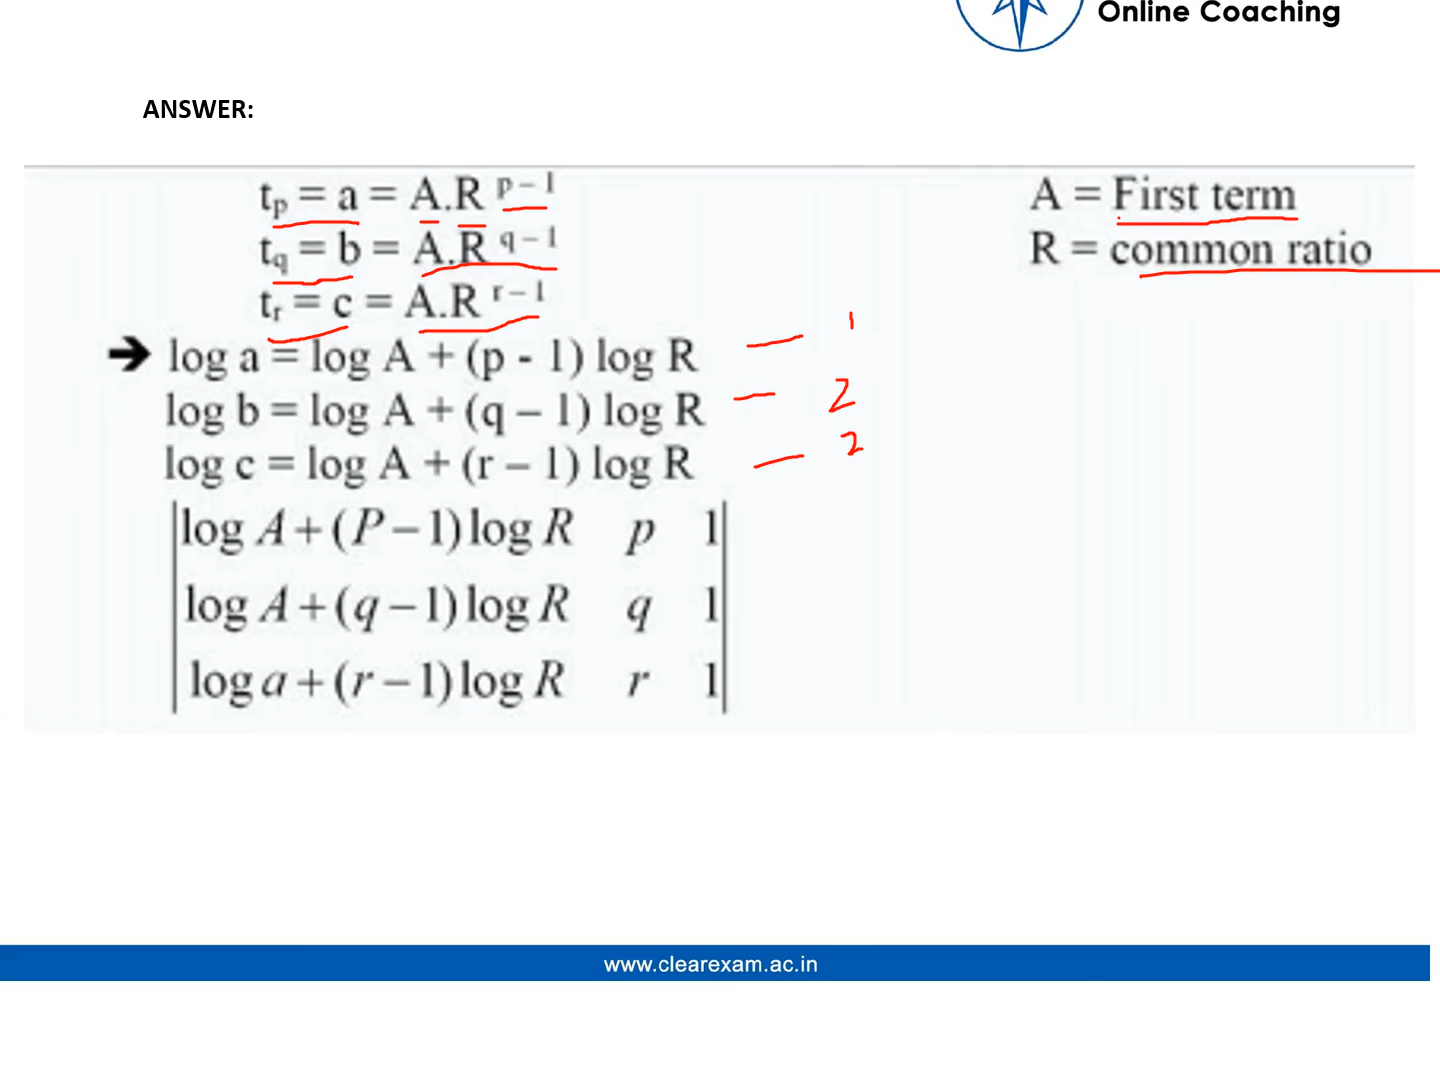 Online Coaching
ANSWER:
tp = a = A.R p – 1
A = First term
tq = b = A.R q – 1
R = common ratio
tr = c = A.R r – 1
➔ log a = log A + (p - 1) log R — 1
log b = log A + (q – 1) log R — 2
log c = log A + (r – 1) log R — 2
|log A + (P – 1) log R p 1|
|log A + (q – 1) log R q 1|
|log a + (r – 1) log R r 1|
www.clearexam.ac.in